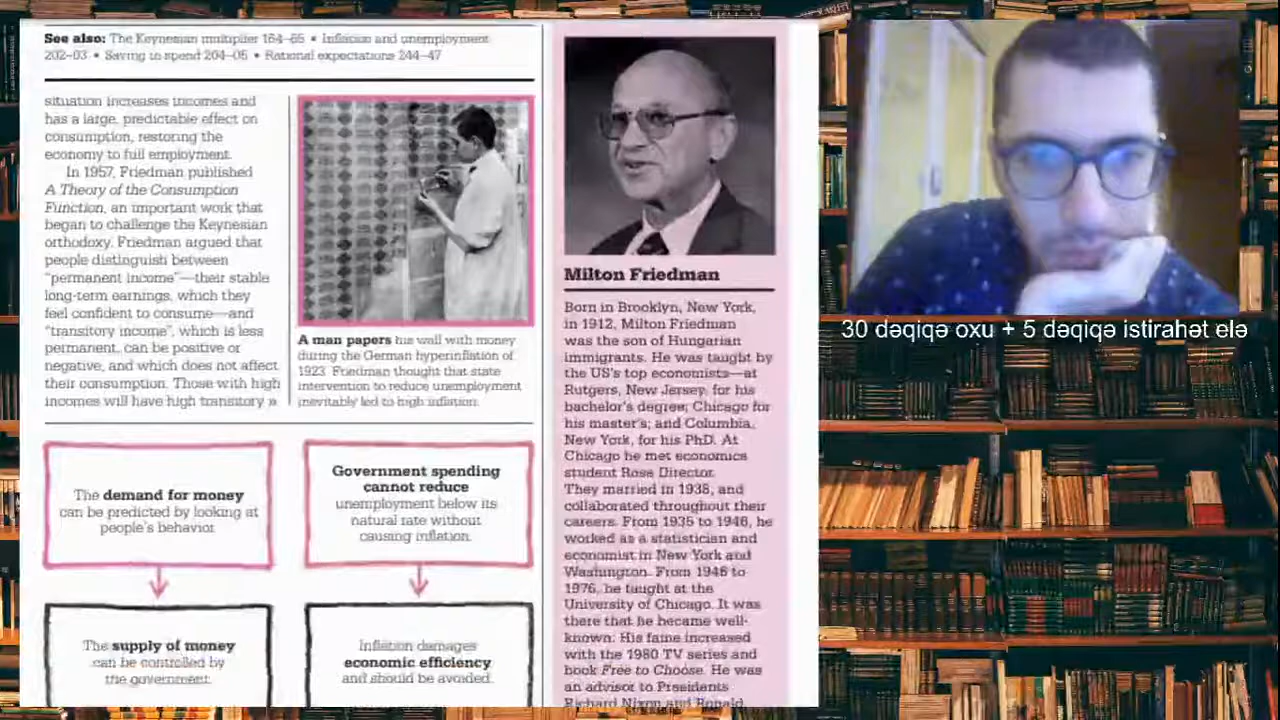 See also: The Keynesian multiplier 164–65 ▪ Inflation and unemployment
202–03 ▪ Saving to spend 204–05 ▪ Rational expectations 244–47
situation increases incomes and
has a large, predictable effect on
consumption, restoring the
economy to full employment.
In 1957, Friedman published
A Theory of the Consumption
Function, an important work that
began to challenge the Keynesian
orthodoxy. Friedman argued that
people distinguish between
“permanent income”—their stable
long-term earnings, which they
feel confident to consume—and
“transitory income”, which is less
permanent, can be positive or
negative, and which does not affect
their consumption. Those with high
incomes will have high transitory »
A man papers his wall with money
during the German hyperinflation of
1923. Friedman thought that state
intervention to reduce unemployment
inevitably led to high inflation.
The demand for money
can be predicted by looking at
people’s behavior.
Government spending
cannot reduce
unemployment below its
natural rate without
causing inflation.
The supply of money
can be controlled by
the government.
Inflation damages
economic efficiency
and should be avoided.
Milton Friedman
Born in Brooklyn, New York,
in 1912, Milton Friedman
was the son of Hungarian
immigrants. He was taught by
the US’s top economists—at
Rutgers, New Jersey, for his
bachelor’s degree; Chicago for
his master’s; and Columbia,
New York, for his PhD. At
Chicago he met economics
student Rose Director.
They married in 1938, and
collaborated throughout their
careers. From 1935 to 1946, he
worked as a statistician and
economist in New York and
Washington. From 1946 to
1976, he taught at the
University of Chicago. It was
there that he became well-
known. His fame increased
with the 1980 TV series and
book Free to Choose. He was
an advisor to Presidents
Richard Nixon and Ronald
30 dəqiqə oxu + 5 dəqiqə istirahət elə